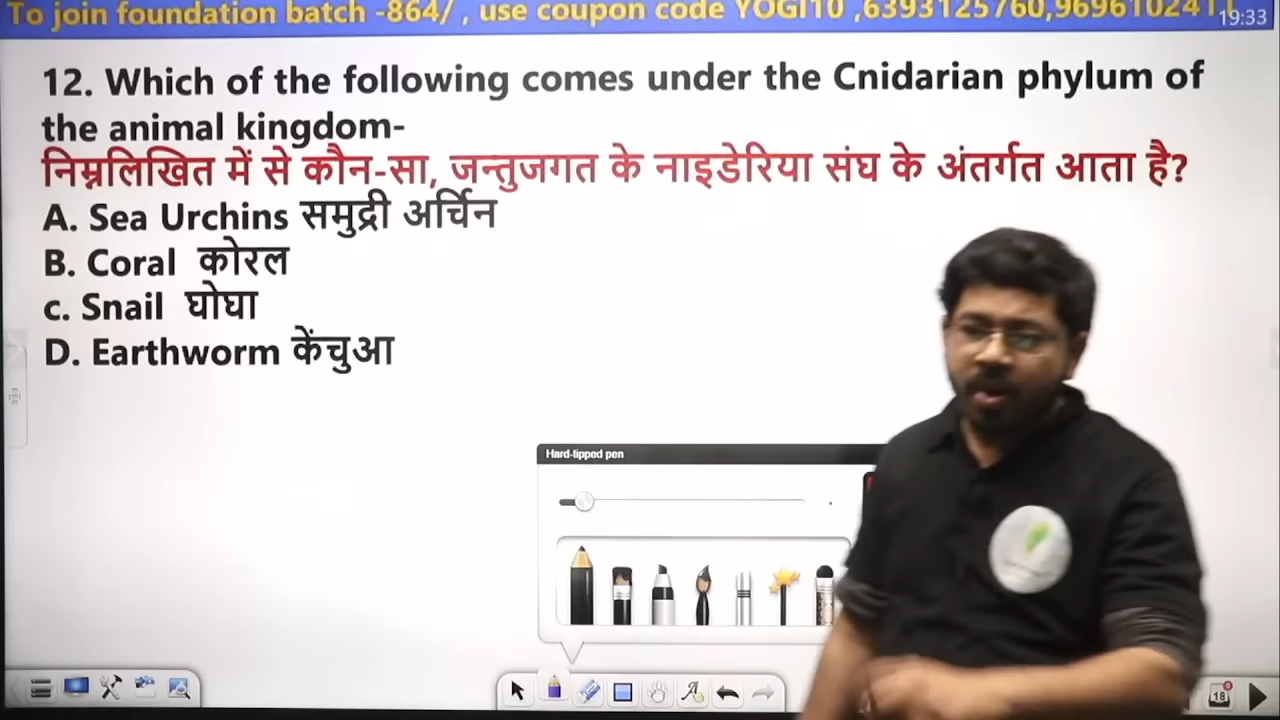 To join foundation batch -864/ , use coupon code YOGI10 ,6393125760,9696102411
19:33
12. Which of the following comes under the Cnidarian phylum of
the animal kingdom-
निम्नलिखित में से कौन-सा, जन्तुजगत के नाइडेरिया संघ के अंतर्गत आता है?
A. Sea Urchins समुद्री अर्चिन
B. Coral कोरल
c. Snail घोघा
D. Earthworm केंचुआ
Hard-tipped pen
18